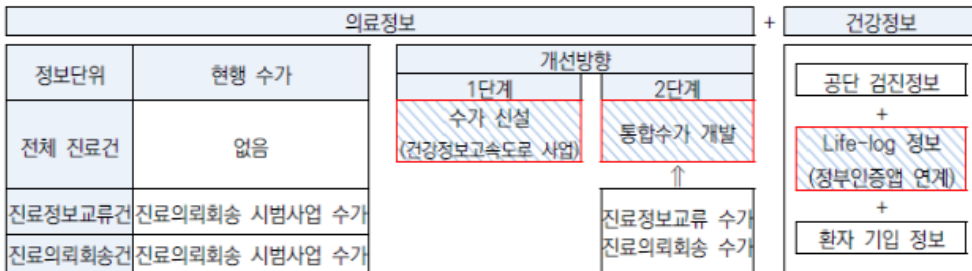 의료정보
+
건강정보
정보단위
현행 수가
전체 진료건
없음
진료정보교류건
진료의뢰회송 시범사업 수가
진료의뢰회송건
진료의뢰회송 시범사업 수가
개선방향
1단계
2단계
수가 신설
(건강정보고속도로 사업)
통합수가 개발
⇑
진료정보교류 수가
진료의뢰회송 수가
공단 검진정보
+
Life-log 정보
(정부인증앱 연계)
+
환자 기입 정보